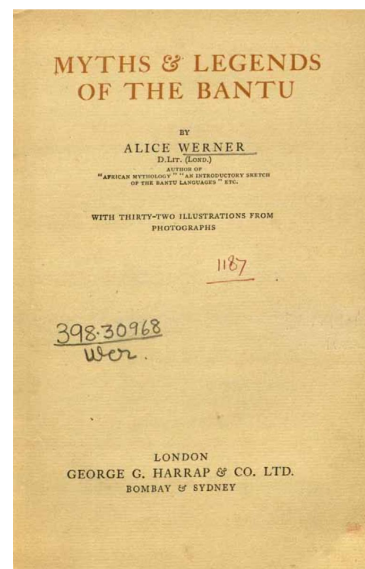 MYTHS & LEGENDS
OF THE BANTU
BY
ALICE WERNER
D.LIT. (LOND.)
AUTHOR OF
"AFRICAN MYTHOLOGY" "AN INTRODUCTORY SKETCH
OF THE BANTU LANGUAGES" ETC.
WITH THIRTY-TWO ILLUSTRATIONS FROM
PHOTOGRAPHS
1187
398.30968
Wer.
LONDON
GEORGE G. HARRAP & CO. LTD.
BOMBAY & SYDNEY